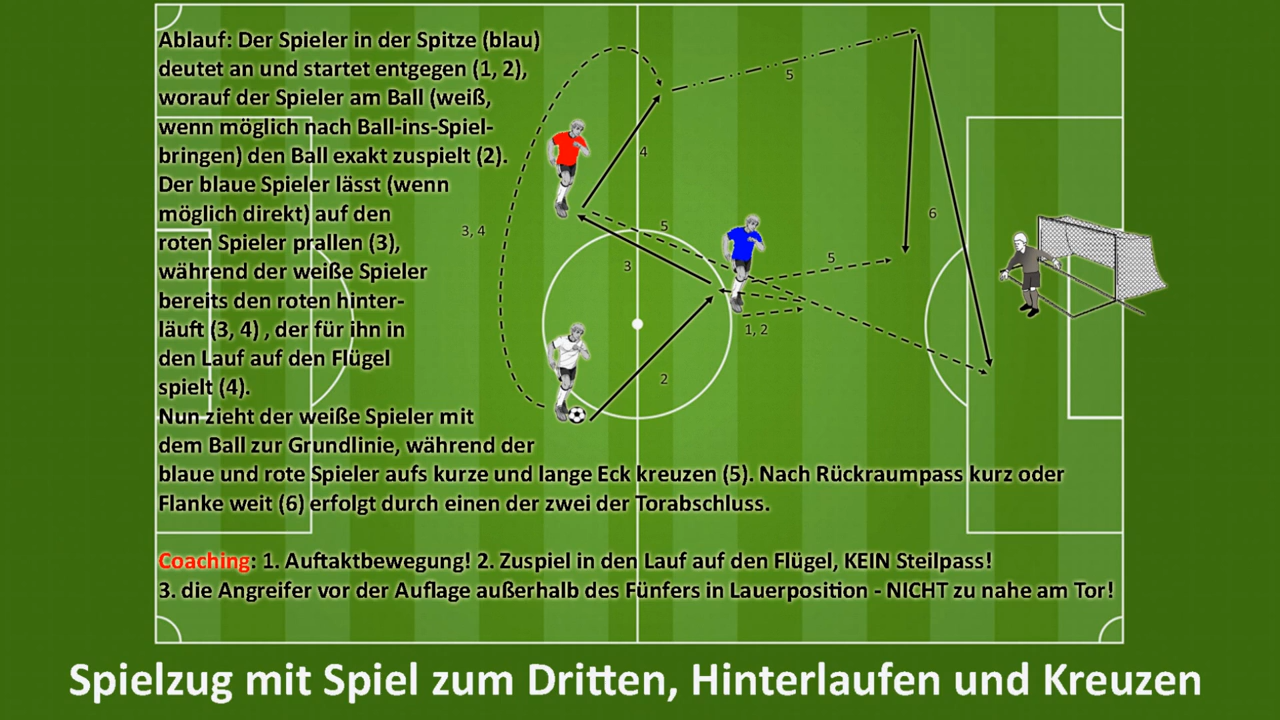 Ablauf: Der Spieler in der Spitze (blau)
deutet an und startet entgegen (1, 2),
worauf der Spieler am Ball (weiß,
wenn möglich nach Ball-ins-Spiel-
bringen) den Ball exakt zuspielt (2).
Der blaue Spieler lässt (wenn
möglich direkt) auf den
roten Spieler prallen (3),
während der weiße Spieler
bereits den roten hinter-
läuft (3, 4) , der für ihn in
den Lauf auf den Flügel
spielt (4).
Nun zieht der weiße Spieler mit
dem Ball zur Grundlinie, während der
blaue und rote Spieler aufs kurze und lange Eck kreuzen (5). Nach Rückraumpass kurz oder
Flanke weit (6) erfolgt durch einen der zwei der Torabschluss.
Coaching: 1. Auftaktbewegung! 2. Zuspiel in den Lauf auf den Flügel, KEIN Steilpass!
3. die Angreifer vor der Auflage außerhalb des Fünfers in Lauerposition - NICHT zu nahe am Tor!
5
4
3, 4
5
6
3
5
1, 2
2
Spielzug mit Spiel zum Dritten, Hinterlaufen und Kreuzen